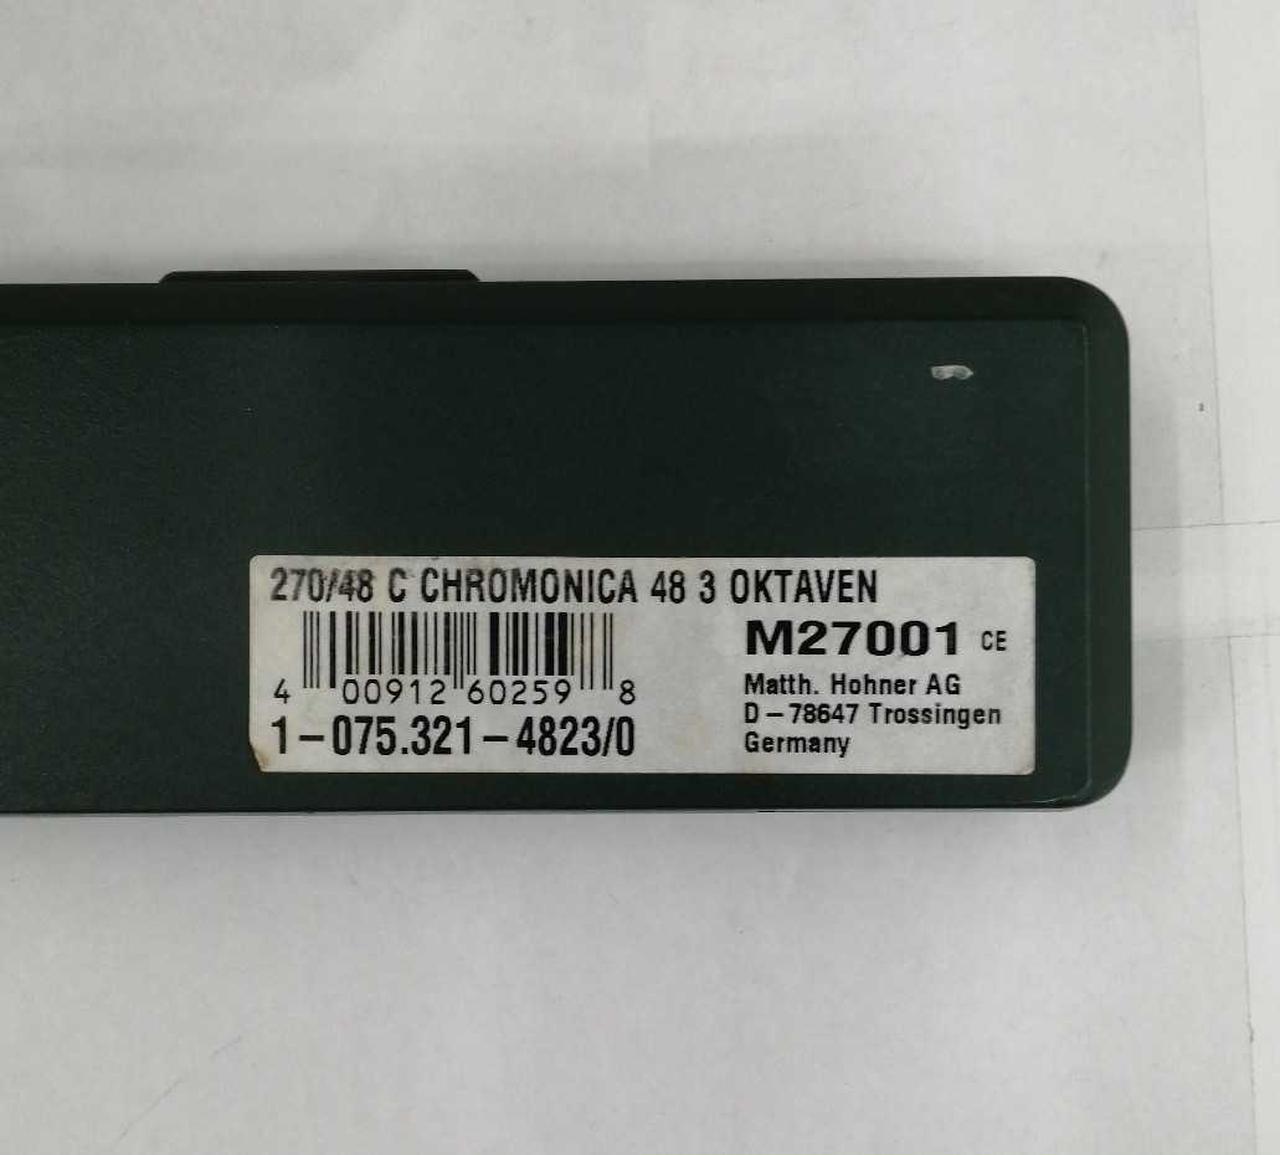 270/48 C CHROMONICA 48 3 OKTAVEN
M27001 CE
4 00912 60259 8
1-075.321-4823/0
Matth. Hohner AG
D-78647 Trossingen
Germany